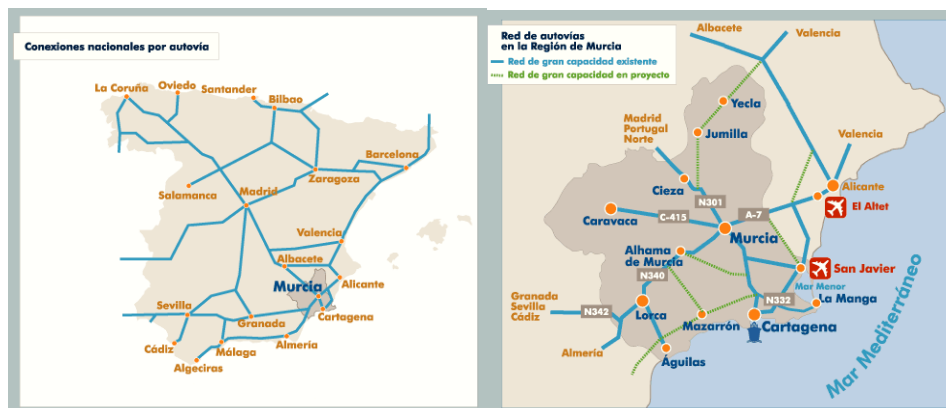 Conexiones nacionales por autovía
La Coruña
Oviedo
Santander
Bilbao
Barcelona
Zaragoza
Salamanca
Madrid
Valencia
Albacete
Murcia
Alicante
Cartagena
Sevilla
Granada
Almería
Cádiz
Málaga
Algeciras
Red de autovías
en la Región de Murcia
Red de gran capacidad existente
Red de gran capacidad en proyecto
Albacete
Valencia
Yecla
Jumilla
Madrid
Portugal
Norte
Valencia
Cieza
Alicante
N301
El Altet
Caravaca
C-415
A-7
Murcia
Alhama
de Murcia
San Javier
N340
Mar Menor
La Manga
Granada
Sevilla
Cádiz
N342
Lorca
N332
Mazarrón
Cartagena
Almería
Águilas
Mar Mediterráneo